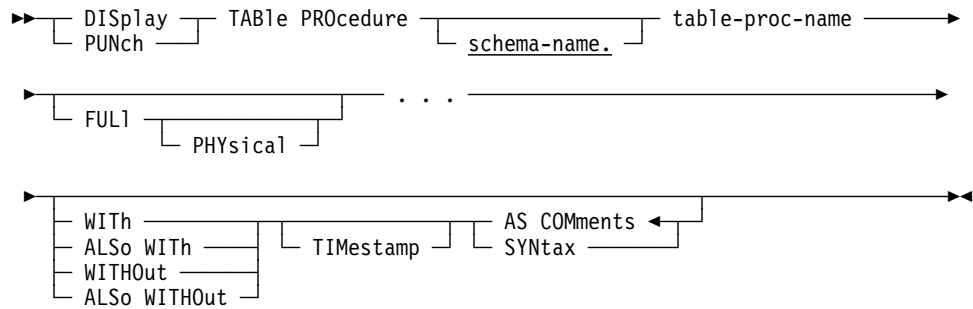 DISplay TABle PROcedure table-proc-name
PUNch schema-name.
FULl . . .
PHYsical
WITh AS COMments
ALSo WITh TIMestamp SYNtax
WITHOut
ALSo WITHOut